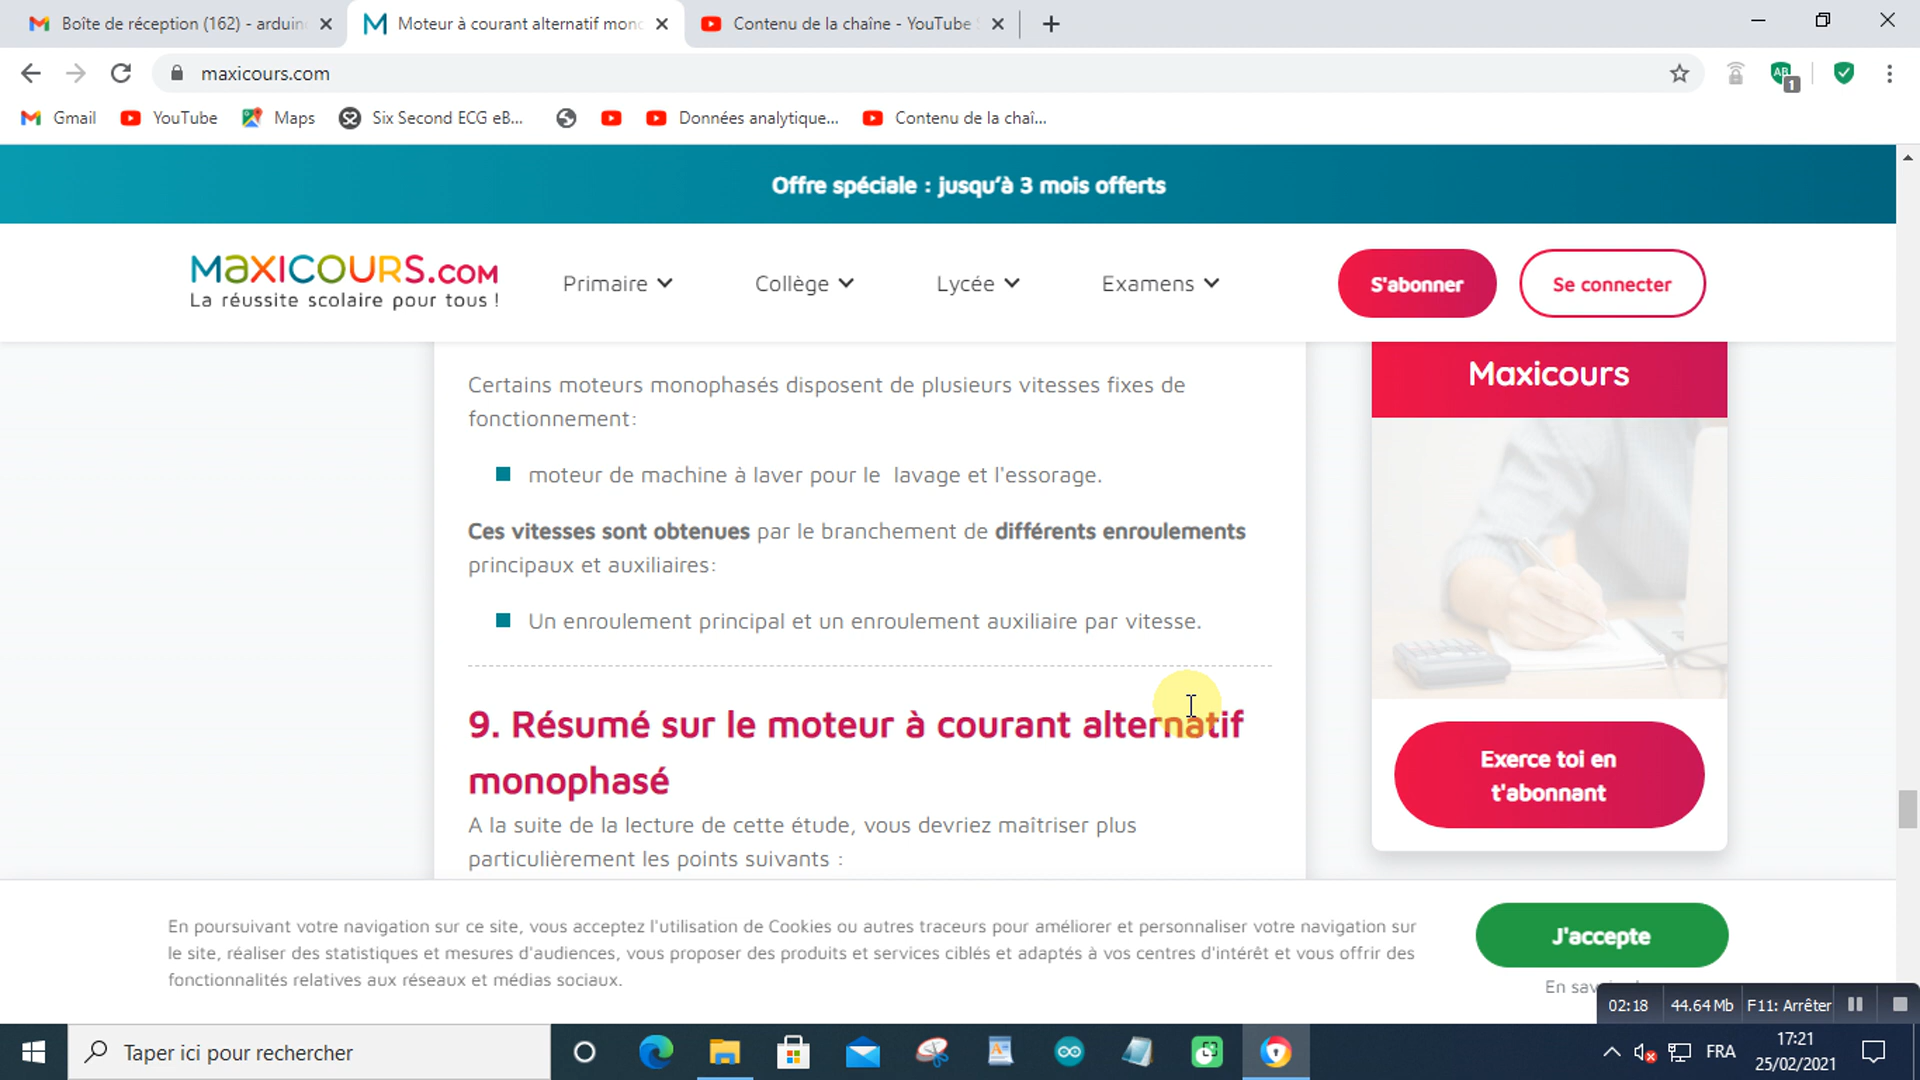 Boîte de réception (162) - arduin
Moteur à courant alternatif mono
Contenu de la chaîne - YouTube
maxicours.com
AB
1
Gmail
YouTube
Maps
Six Second ECG eB...
Données analytique...
Contenu de la chaî...
Offre spéciale : jusqu'à 3 mois offerts
MAXICOURS.COM
La réussite scolaire pour tous !
Primaire
Collège
Lycée
Examens
S'abonner
Se connecter
Certains moteurs monophasés disposent de plusieurs vitesses fixes de
fonctionnement:
moteur de machine à laver pour le lavage et l'essorage.
Ces vitesses sont obtenues par le branchement de différents enroulements
principaux et auxiliaires:
Un enroulement principal et un enroulement auxiliaire par vitesse.
9. Résumé sur le moteur à courant alternatif
monophasé
A la suite de la lecture de cette étude, vous devriez maîtriser plus
particulièrement les points suivants :
Maxicours
Exerce toi en
t'abonnant
En poursuivant votre navigation sur ce site, vous acceptez l'utilisation de Cookies ou autres traceurs pour améliorer et personnaliser votre navigation sur
le site, réaliser des statistiques et mesures d'audiences, vous proposer des produits et services ciblés et adaptés à vos centres d'intérêt et vous offrir des
fonctionnalités relatives aux réseaux et médias sociaux.
J'accepte
En sav
02:18
44.64 Mb
F11: Arrêter
Taper ici pour rechercher
FRA
17:21
25/02/2021